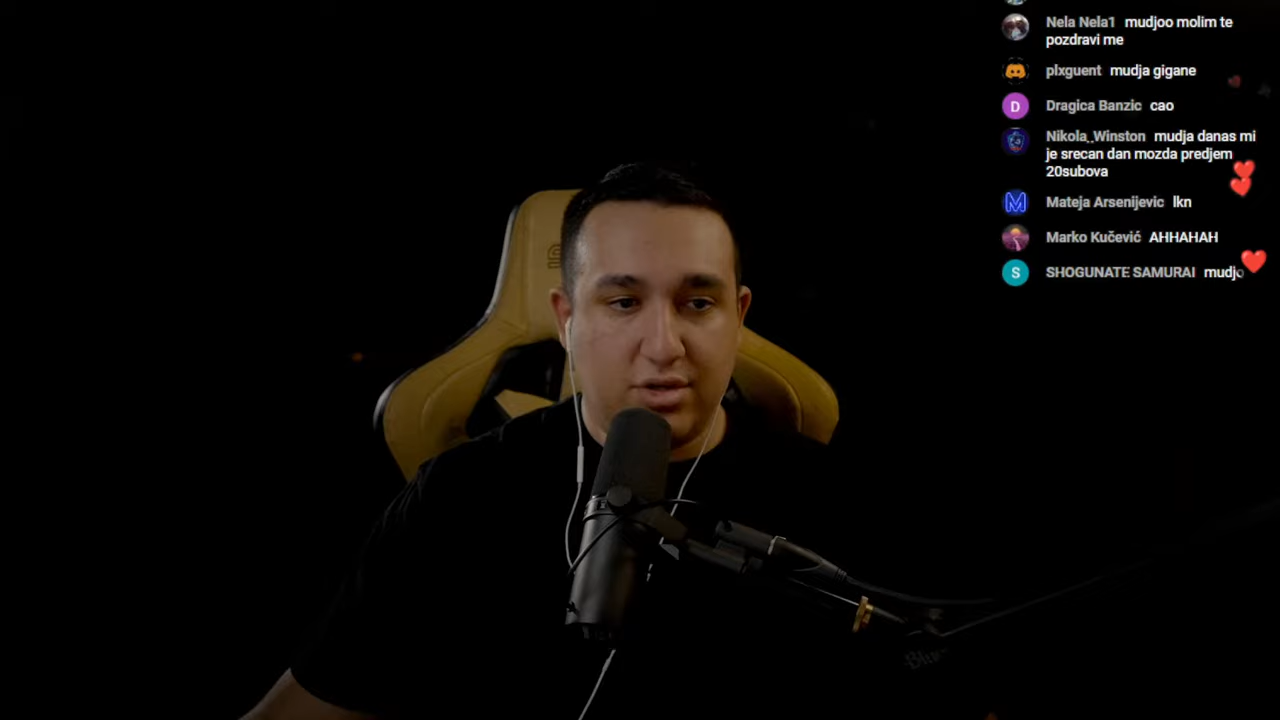 Nela Nela1 mudjoo molim te
pozdravi me
plxguent mudja gigane
D Dragica Banzic cao
Nikola_Winston mudja danas mi
je srecan dan mozda predjem
20subova
Mateja Arsenijevic lkn
Marko Kučević AHHAHAH
S SHOGUNATE SAMURAI mudjo
Blue